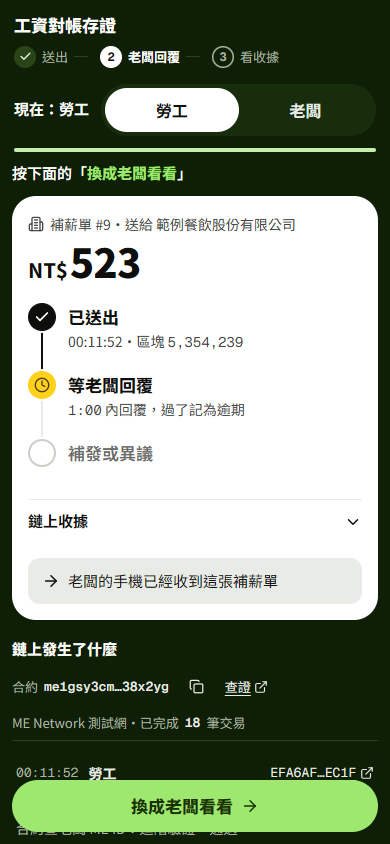 工資對帳存證
送出 2 老闆回覆 3 看收據
現在：勞工 勞工 老闆
按下面的「換成老闆看看」
補薪單 #9・送給 範例餐飲股份有限公司
NT$ 523
已送出
00:11:52・區塊 5,354,239
等老闆回覆
1:00 內回覆，過了記為逾期
補發或異議
鏈上收據
→ 老闆的手機已經收到這張補薪單
鏈上發生了什麼
合約 me1gsy3cm…38x2yg 查證
ME Network 測試網・已完成 18 筆交易
00:11:52 勞工 EFA6AF…EC1F
換成老闆看看 →